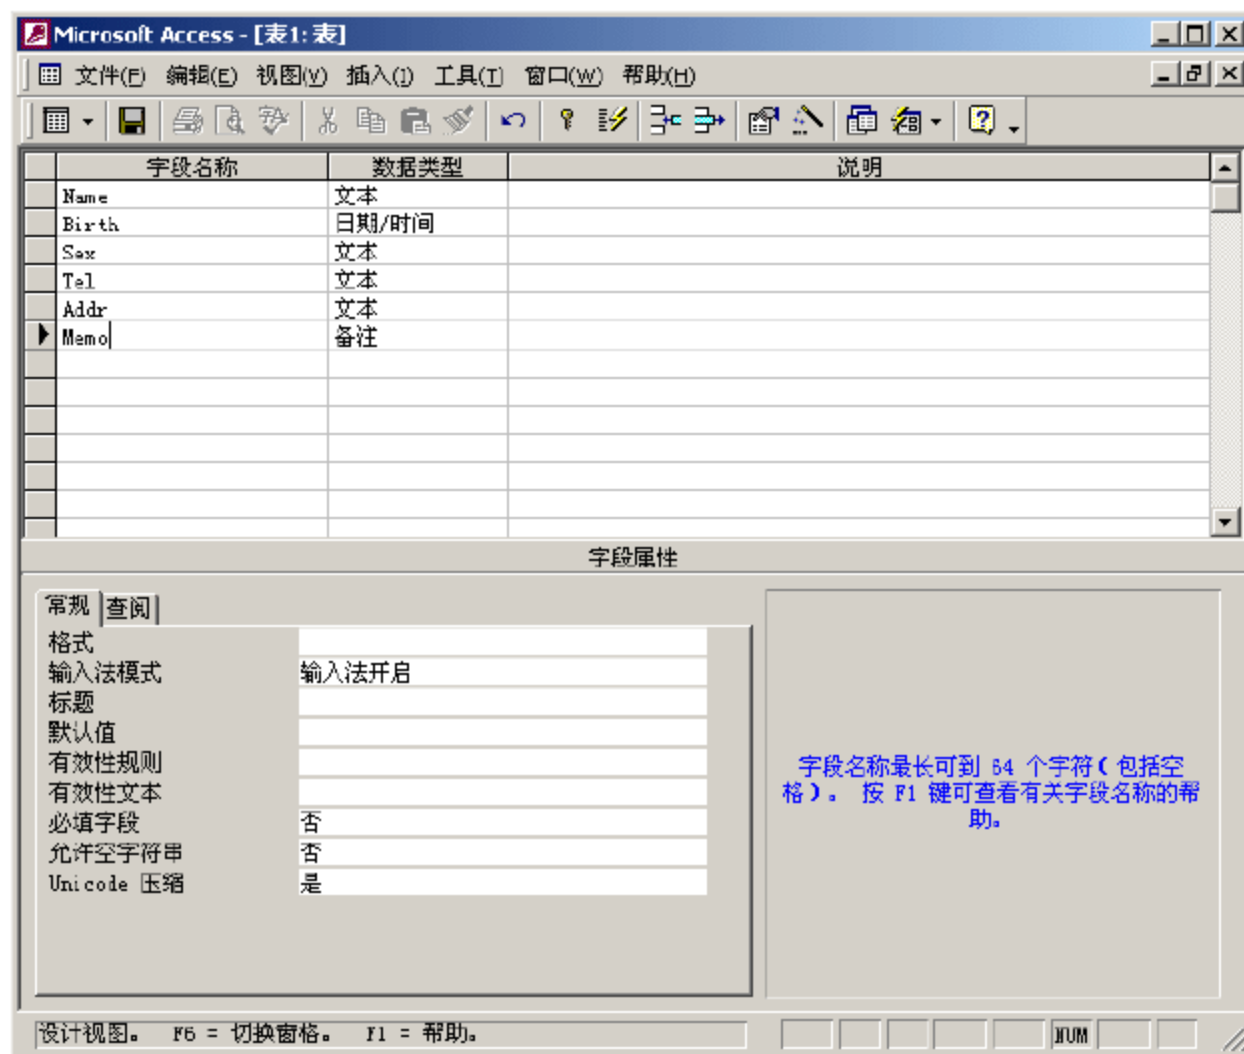 Microsoft Access - [表1: 表]
文件(F) 编辑(E) 视图(V) 插入(I) 工具(T) 窗口(W) 帮助(H)
字段名称 数据类型 说明
Name 文本
Birth 日期/时间
Sex 文本
Tel 文本
Addr 文本
Memo 备注
字段属性
常规 查阅
格式
输入法模式 输入法开启
标题
默认值
有效性规则
有效性文本
必填字段 否
允许空字符串 否
Unicode 压缩 是
字段名称最长可到 64 个字符(包括空
格)。 按 F1 键可查看有关字段名称的帮
助。
设计视图。 F6 = 切换窗格。 F1 = 帮助。
NUM